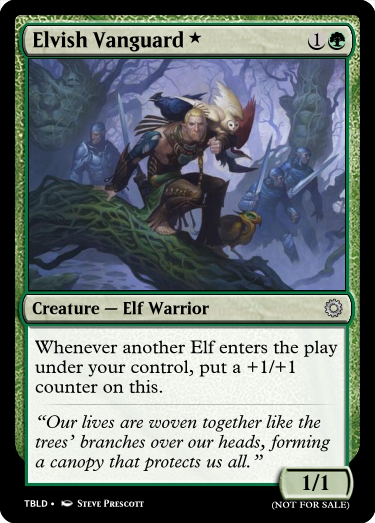 Elvish Vanguard ★ 1
Creature — Elf Warrior
Whenever another Elf enters the play
under your control, put a +1/+1
counter on this.
“Our lives are woven together like the
trees’ branches over our heads, forming
a canopy that protects us all.”
1/1
TBLD • Steve Prescott
(NOT FOR SALE)